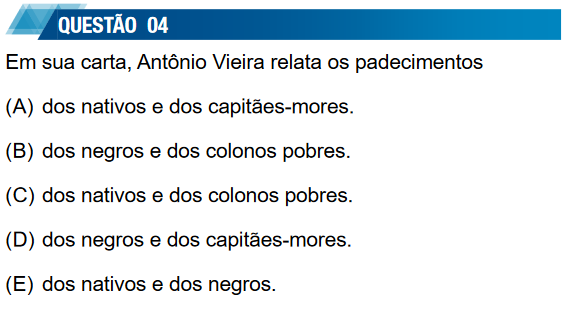 QUESTÃO 04
Em sua carta, Antônio Vieira relata os padecimentos
(A) dos nativos e dos capitães-mores.
(B) dos negros e dos colonos pobres.
(C) dos nativos e dos colonos pobres.
(D) dos negros e dos capitães-mores.
(E) dos nativos e dos negros.